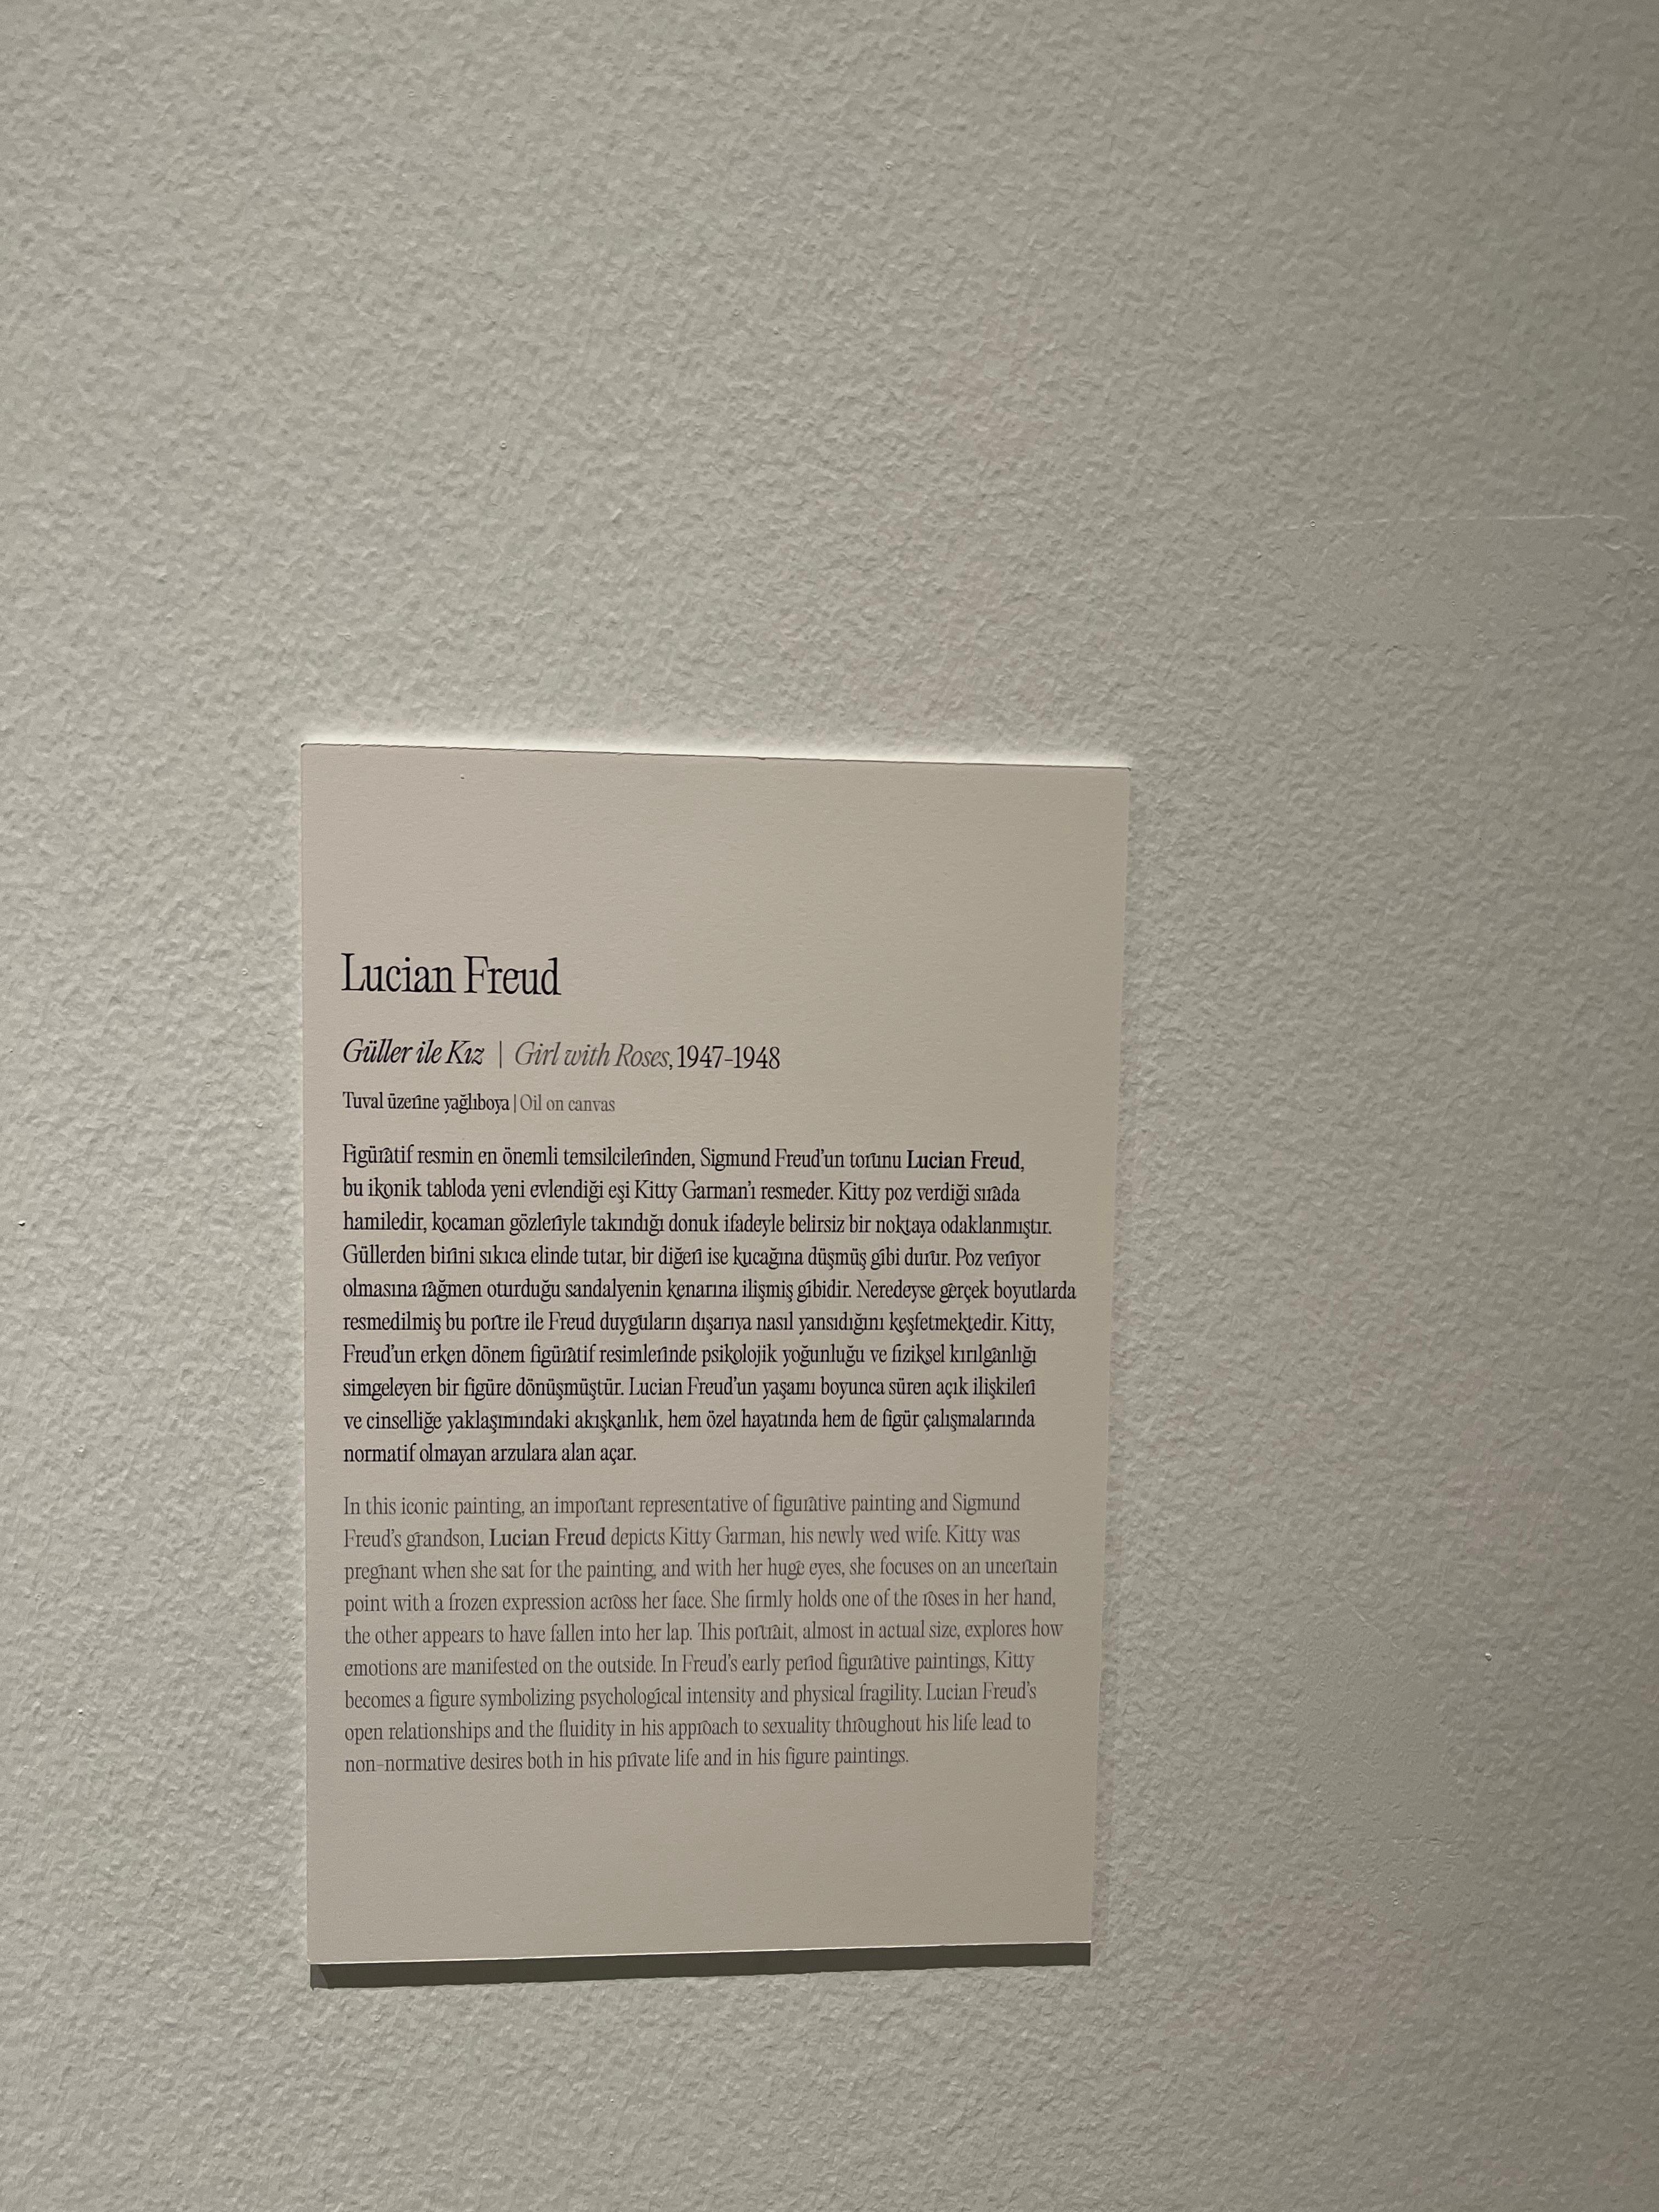 Lucian Freud
Güller ile Kız | Girl with Roses, 1947-1948
Tuval üzerine yağlıboya | Oil on canvas
Figüratif resmin en önemli temsilcilerinden, Sigmund Freud'un torunu Lucian Freud,
bu ikonik tabloda yeni evlendiği eşi Kitty Garman'ı resmeder. Kitty poz verdiği sırada
hamiledir, kocaman gözleriyle takındığı donuk ifadeyle belirsiz bir noktaya odaklanmıştır.
Güllerden birini sıkıca elinde tutar, bir diğeri ise kucağına düşmüş gibi durur. Poz veriyor
olmasına rağmen oturduğu sandalyenin kenarına ilişmiş gibidir. Neredeyse gerçek boyutlarda
resmedilmiş bu portre ile Freud duyguların dışarıya nasıl yansıdığını keşfetmektedir. Kitty,
Freud'un erken dönem figüratif resimlerinde psikolojik yoğunluğu ve fiziksel kırılganlığı
simgeleyen bir figüre dönüşmüştür. Lucian Freud'un yaşamı boyunca süren açık ilişkileri
ve cinselliğe yaklaşımındaki akışkanlık, hem özel hayatında hem de figür çalışmalarında
normatif olmayan arzulara alan açar.
In this iconic painting, an important representative of figurative painting and Sigmund
Freud's grandson, Lucian Freud depicts Kitty Garman, his newly wed wife. Kitty was
pregnant when she sat for the painting, and with her huge eyes, she focuses on an uncertain
point with a frozen expression across her face. She firmly holds one of the roses in her hand,
the other appears to have fallen into her lap. This portrait, almost in actual size, explores how
emotions are manifested on the outside. In Freud's early period figurative paintings, Kitty
becomes a figure symbolizing psychological intensity and physical fragility. Lucian Freud's
open relationships and the fluidity in his approach to sexuality throughout his life lead to
non-normative desires both in his private life and in his figure paintings.